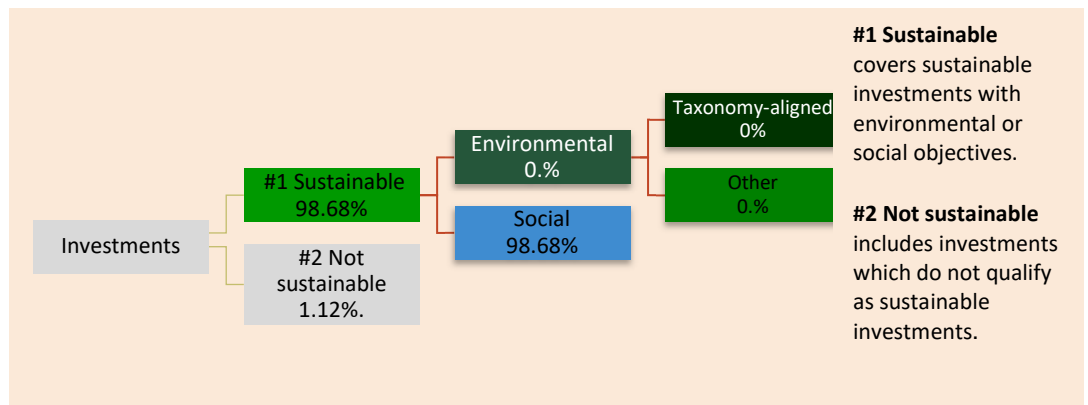 Investments
#1 Sustainable
98.68%
#2 Not
sustainable
1.12%.
Environmental
0.%
Social
98.68%
Taxonomy-aligned
0%
Other
0.%
#1 Sustainable
covers sustainable
investments with
environmental or
social objectives.
#2 Not sustainable
includes investments
which do not qualify
as sustainable
investments.